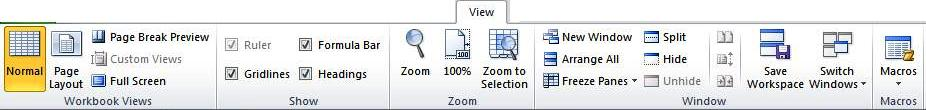 View
Normal
Page
Layout
Page Break Preview
Custom Views
Full Screen
Workbook Views
Ruler
Formula Bar
Gridlines
Headings
Show
Zoom
100
100%
Zoom to
Selection
Zoom
New Window
Arrange All
Freeze Panes
Split
Hide
Unhide
Save
Workspace
Switch
Windows
Window
Macros
Macros